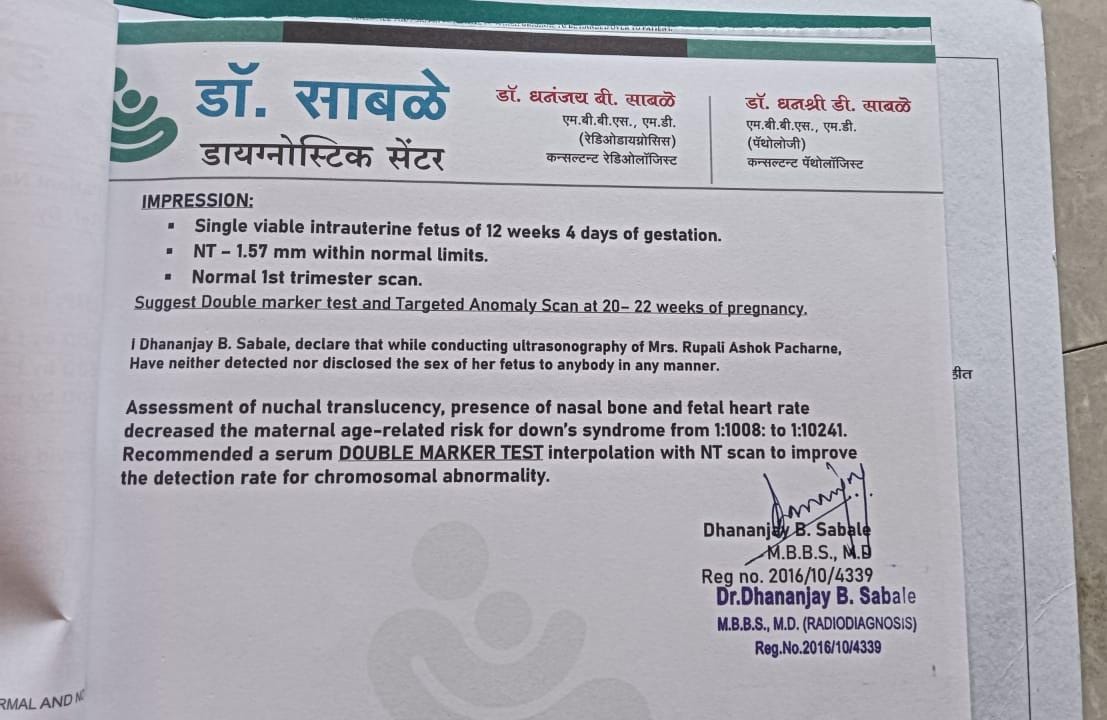 डॉ. साबळे
डायग्नोस्टिक सेंटर
डॉ. धनंजय बी. साबळे
एम.बी.बी.एस., एम.डी.
(रेडिओडायग्नोसिस)
कन्सल्टन्ट रेडिओलॉजिस्ट
डॉ. धनश्री डी. साबळे
एम.बी.बी.एस., एम.डी.
(पॅथोलोजी)
कन्सल्टन्ट पॅथोलॉजिस्ट
IMPRESSION:
▪ Single viable intrauterine fetus of 12 weeks 4 days of gestation.
▪ NT – 1.57 mm within normal limits.
▪ Normal 1st trimester scan.
Suggest Double marker test and Targeted Anomaly Scan at 20– 22 weeks of pregnancy.
I Dhananjay B. Sabale, declare that while conducting ultrasonography of Mrs. Rupali Ashok Pacharne,
Have neither detected nor disclosed the sex of her fetus to anybody in any manner.
Assessment of nuchal translucency, presence of nasal bone and fetal heart rate
decreased the maternal age-related risk for down's syndrome from 1:1008: to 1:10241.
Recommended a serum DOUBLE MARKER TEST interpolation with NT scan to improve
the detection rate for chromosomal abnormality.
Dhananjay B. Sabale
M.B.B.S., M.D
Reg no. 2016/10/4339
Dr.Dhananjay B. Sabale
M.B.B.S., M.D. (RADIODIAGNOSIS)
Reg.No.2016/10/4339
RMAL AND
डीत